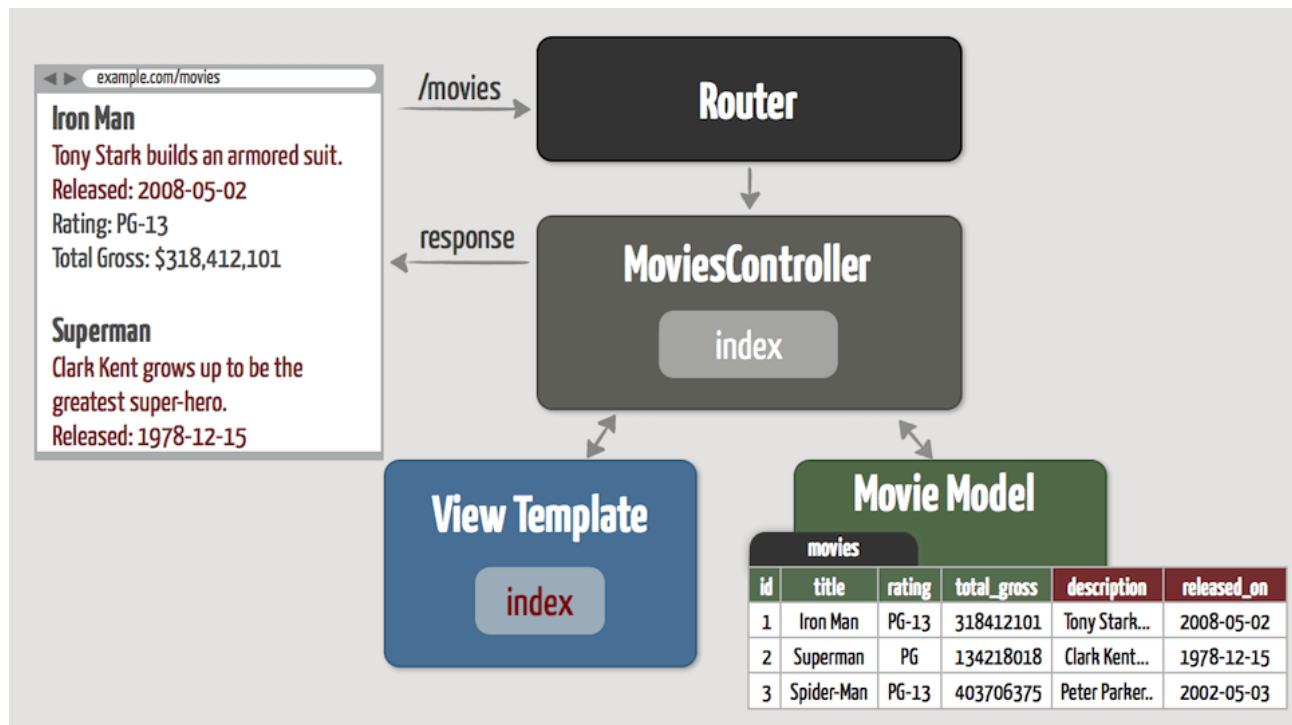 example.com/movies
Iron Man
Tony Stark builds an armored suit.
Released: 2008-05-02
Rating: PG-13
Total Gross: $318,412,101
Superman
Clark Kent grows up to be the
greatest super-hero.
Released: 1978-12-15
/movies
response
Router
MoviesController
index
View Template
index
Movie Model
movies
id title rating total_gross description released_on
1 Iron Man PG-13 318412101 Tony Stark... 2008-05-02
2 Superman PG 134218018 Clark Kent... 1978-12-15
3 Spider-Man PG-13 403706375 Peter Parker.. 2002-05-03